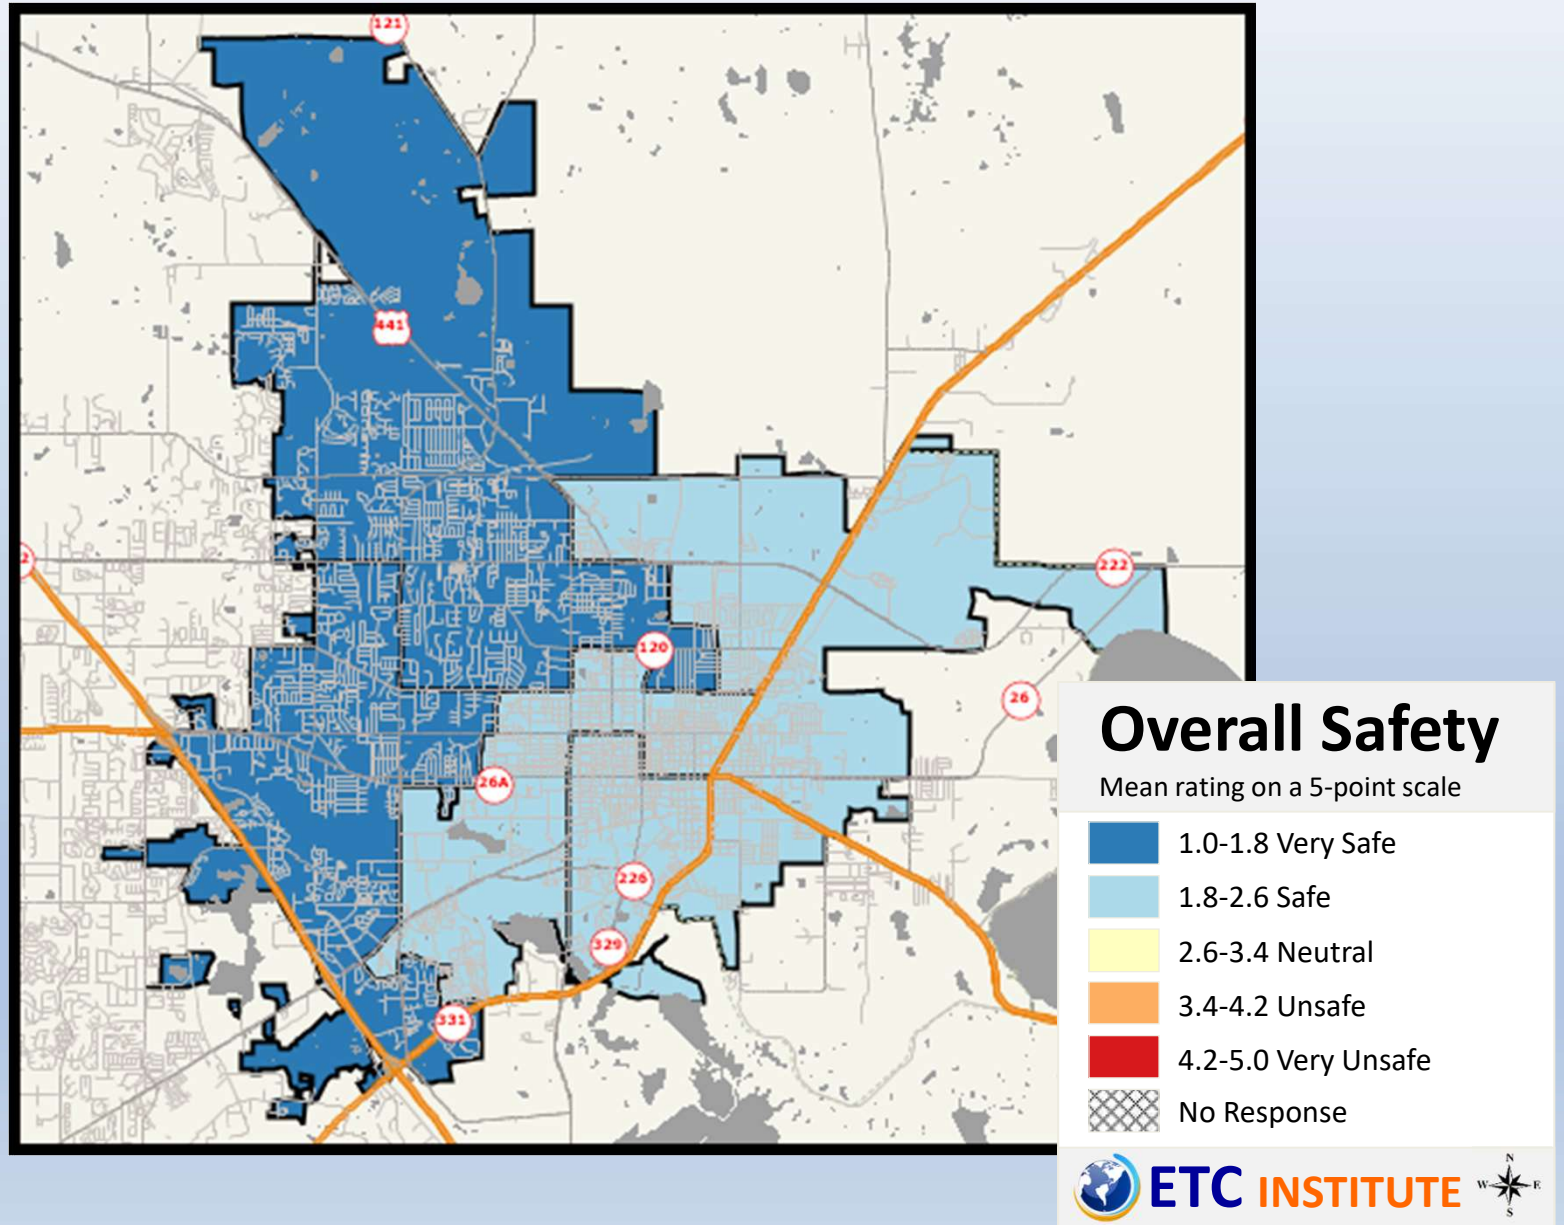 121
441
2
222
120
26
26A
226
329
331
Overall Safety
Mean rating on a 5-point scale
1.0-1.8 Very Safe
1.8-2.6 Safe
2.6-3.4 Neutral
3.4-4.2 Unsafe
4.2-5.0 Very Unsafe
No Response
ETC INSTITUTE
N
W E
S